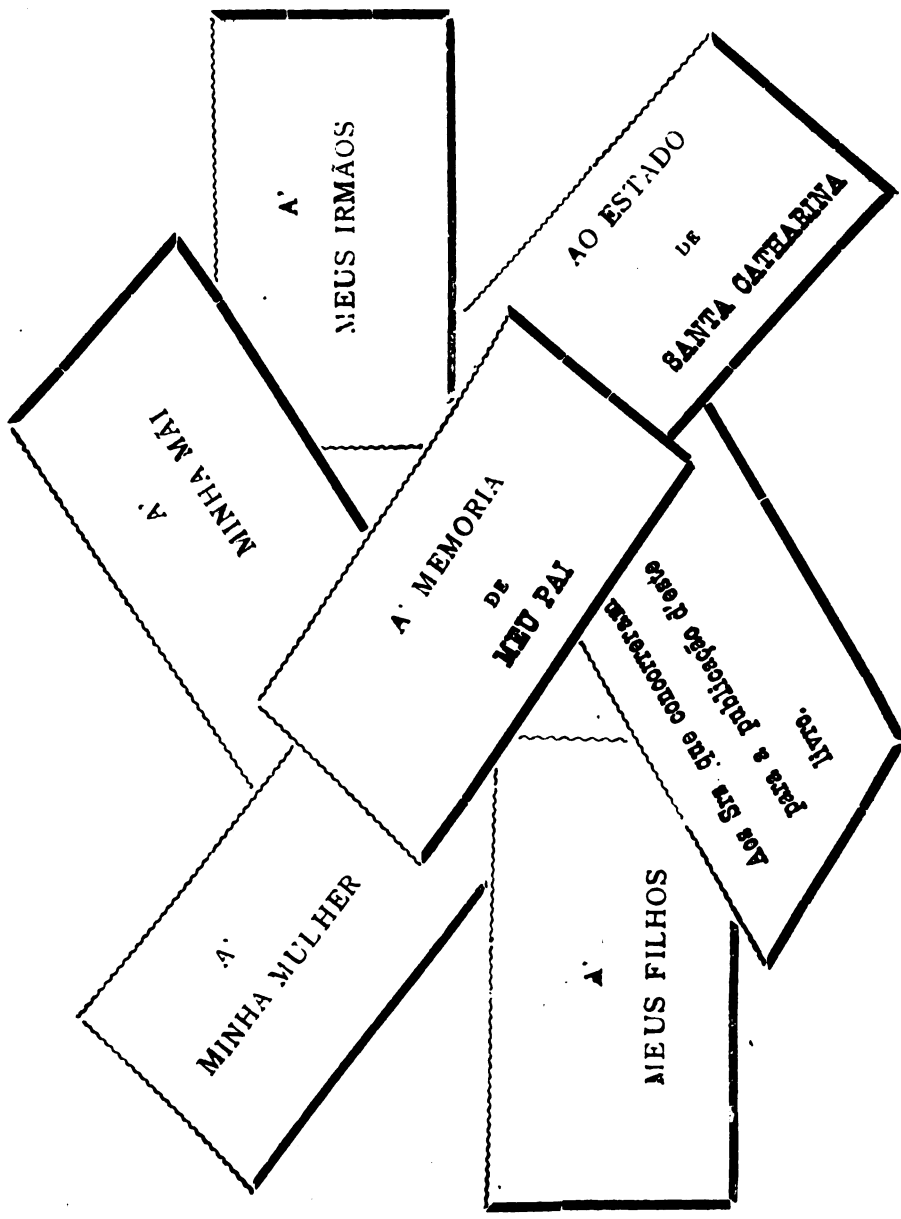 A'
MEUS IRMÃOS
AO ESTADO
DE
SANTA CATHARINA
A'
MINHA MÃI
A' MEMORIA
DE
MEU PAI
Aos Srs. que concorreram
para a publicação d'este
livro.
A'
MINHA MULHER
A'
MEUS FILHOS